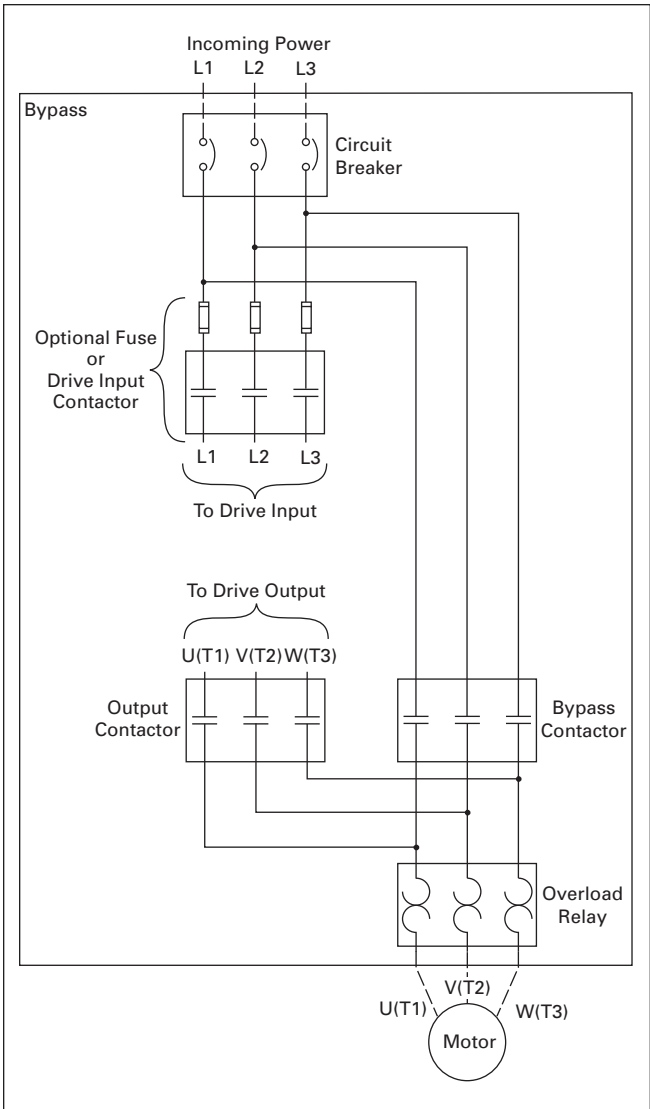 Incoming Power
L1 L2 L3
Bypass
Circuit
Breaker
Optional Fuse
or
Drive Input
Contactor
L1 L2 L3
To Drive Input
To Drive Output
U(T1) V(T2) W(T3)
Output
Contactor
Bypass
Contactor
Overload
Relay
V(T2)
U(T1) W(T3)
Motor